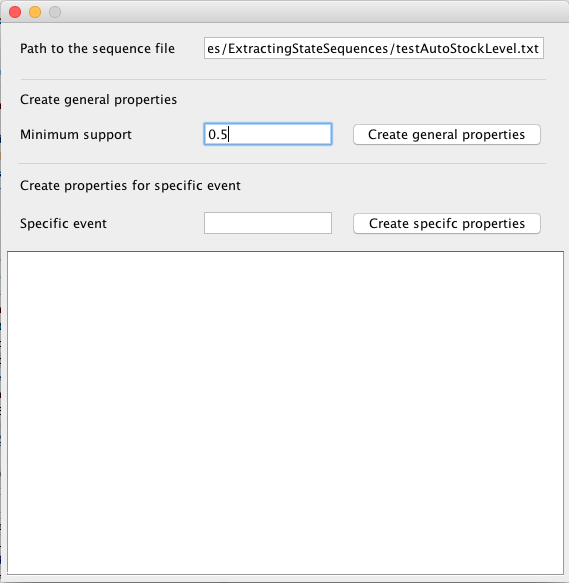 Path to the sequence file es/ExtractingStateSequences/testAutoStockLevel.txt
Create general properties
Minimum support 0.5 Create general properties
Create properties for specific event
Specific event Create specifc properties